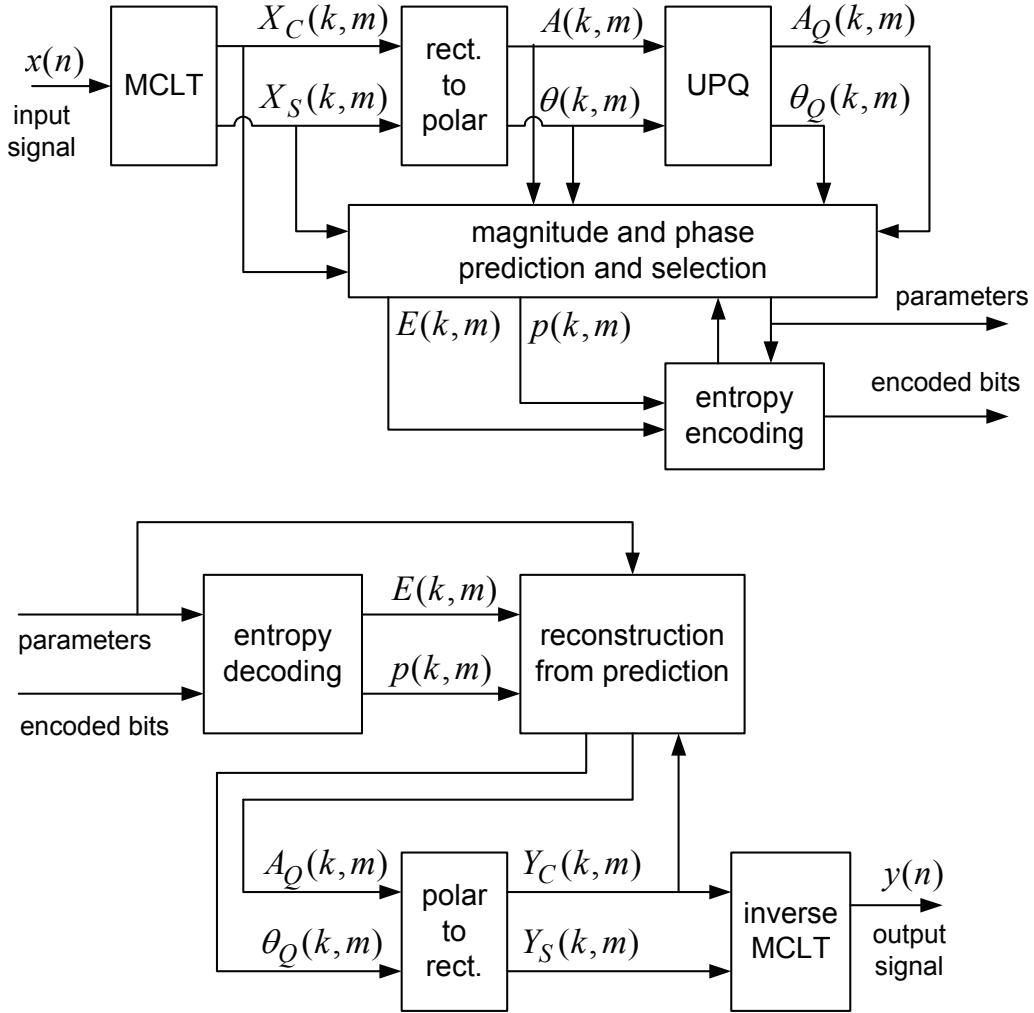 X_C(k,m)
A(k,m)
A_Q(k,m)
x(n)
input
signal
MCLT
X_S(k,m)
rect.
to
polar
θ(k,m)
UPQ
θ_Q(k,m)
magnitude and phase
prediction and selection
E(k,m)
p(k,m)
parameters
entropy
encoding
encoded bits
parameters
encoded bits
entropy
decoding
E(k,m)
p(k,m)
reconstruction
from prediction
A_Q(k,m)
θ_Q(k,m)
polar
to
rect.
Y_C(k,m)
Y_S(k,m)
inverse
MCLT
y(n)
output
signal